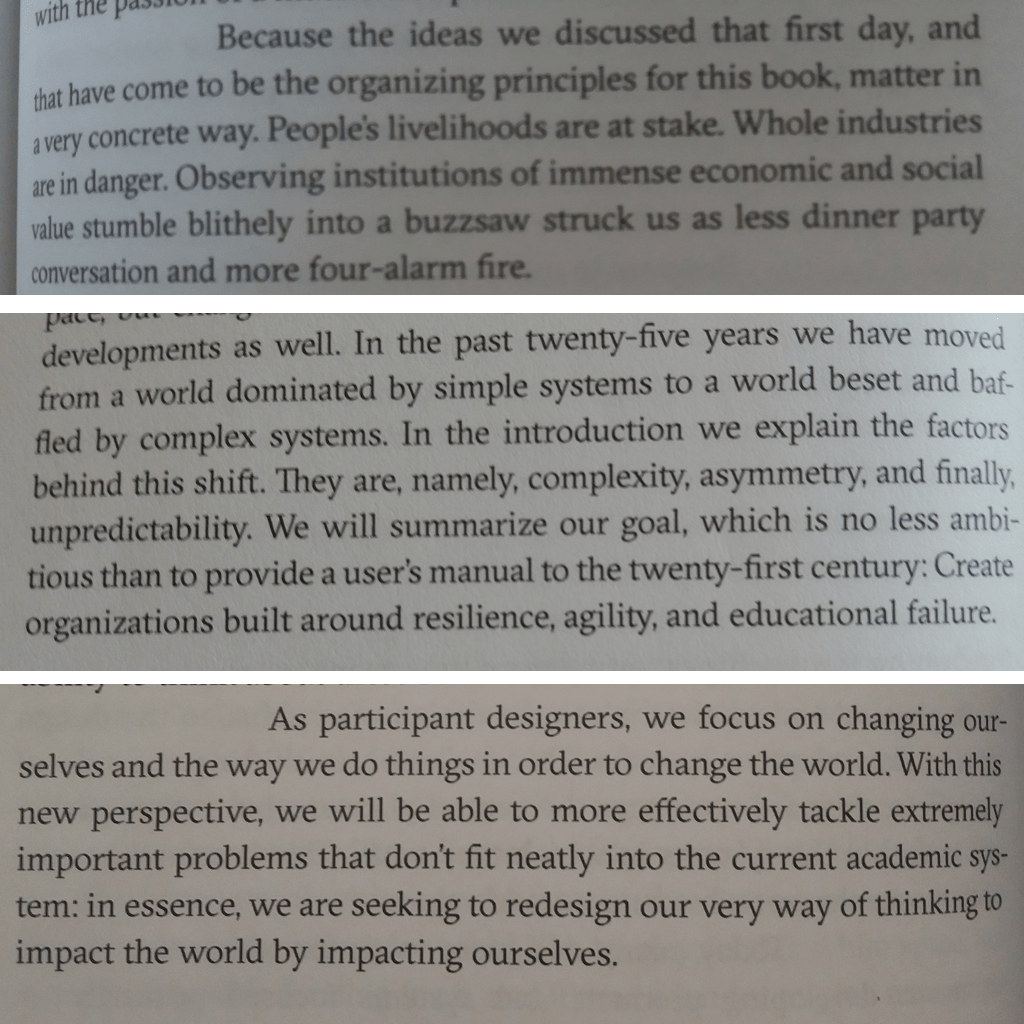 with the
Because the ideas we discussed that first day, and
that have come to be the organizing principles for this book, matter in
a very concrete way. People's livelihoods are at stake. Whole industries
are in danger. Observing institutions of immense economic and social
value stumble blithely into a buzzsaw struck us as less dinner party
conversation and more four-alarm fire.
developments as well. In the past twenty-five years we have moved
from a world dominated by simple systems to a world beset and baf-
fled by complex systems. In the introduction we explain the factors
behind this shift. They are, namely, complexity, asymmetry, and finally,
unpredictability. We will summarize our goal, which is no less ambi-
tious than to provide a user's manual to the twenty-first century: Create
organizations built around resilience, agility, and educational failure.
As participant designers, we focus on changing our-
selves and the way we do things in order to change the world. With this
new perspective, we will be able to more effectively tackle extremely
important problems that don't fit neatly into the current academic sys-
tem: in essence, we are seeking to redesign our very way of thinking to
impact the world by impacting ourselves.